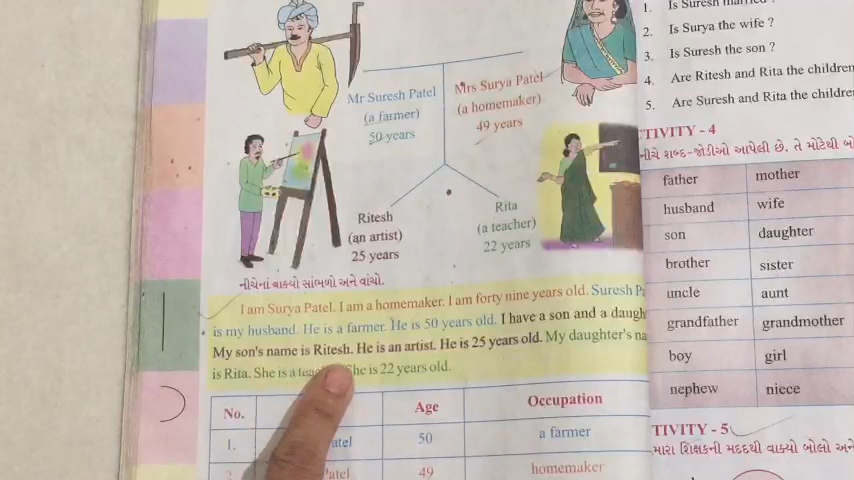 Mr Suresh Patel
(a farmer)
50 years
Mrs Surya Patel
(a homemaker)
49 years
Ritesh
(an artist)
25 years
Rita
(a teacher)
22 years
નીચેનાં વાક્યો સાંભળો અને વાંચો.
I am Surya Patel. I am a homemaker. I am forty nine years old. Suresh
is my husband. He is a farmer. He is 50 years old. I have a son and a
My son's name is Ritesh. He is an artist. He is 25 years old. My daughter's
is Rita. She is a She is 22 years old.
No. Age Occupation
1. 50 a farmer
2. 49 homemaker
1. Is Suresh married ?
2. Is Surya the wife ?
3. Is Suresh the son ?
4. Are Ritesh and Rita the children
5. Are Suresh and Rita the
TIVITY - 4
નીચે શબ્દ-જોડીઓ આપેલી છે. તે મોટેથી
father mother
husband wife
son daughter
brother sister
uncle aunt
grandfather grandmother
boy girl
nephew niece
TIVITY - 5
મારા શિક્ષકની મદદથી વાક્યો બોલો અને